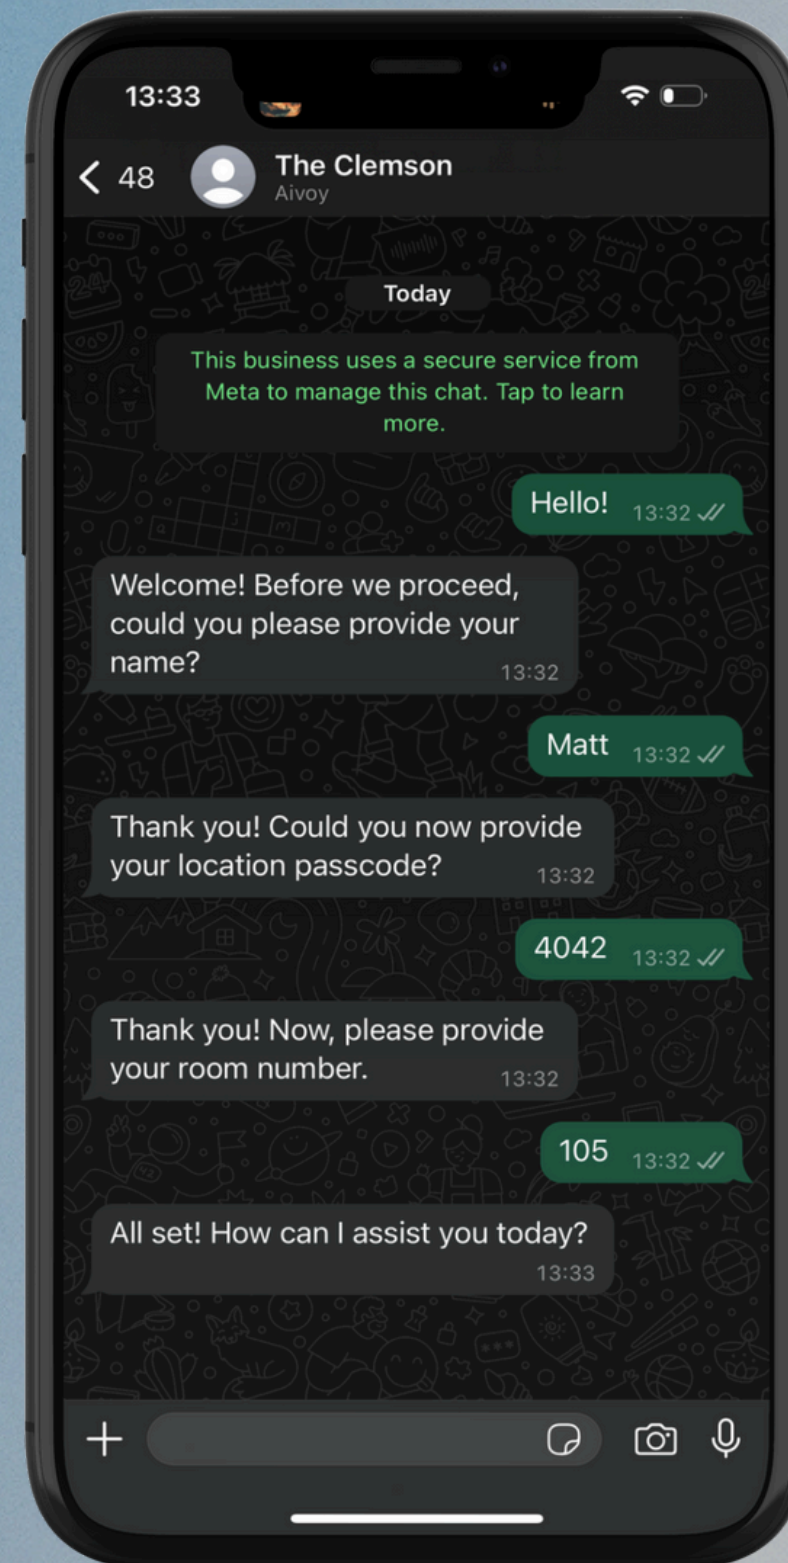 13:33
48
The Clemson
Aivoy
Today
This business uses a secure service from
Meta to manage this chat. Tap to learn
more.
Hello! 13:32
Welcome! Before we proceed,
could you please provide your
name? 13:32
Matt 13:32
Thank you! Could you now provide
your location passcode? 13:32
4042 13:32
Thank you! Now, please provide
your room number. 13:32
105 13:32
All set! How can I assist you today?
13:33